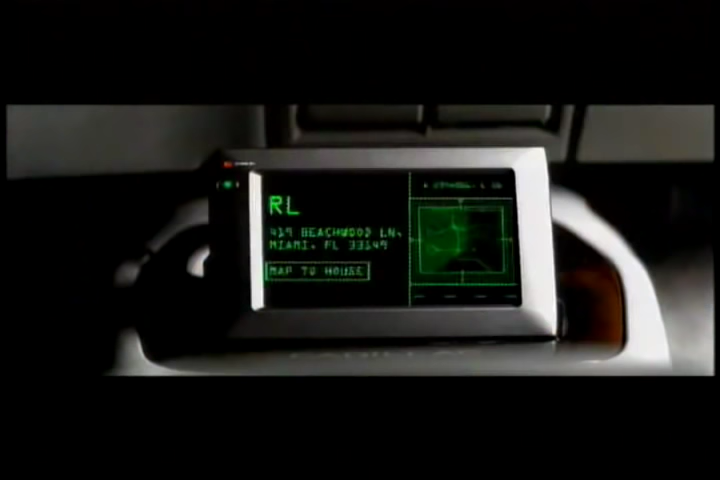 RL
419 BEACHWOOD LN.
MIAMI, FL 33149
MAP TO HOUSE